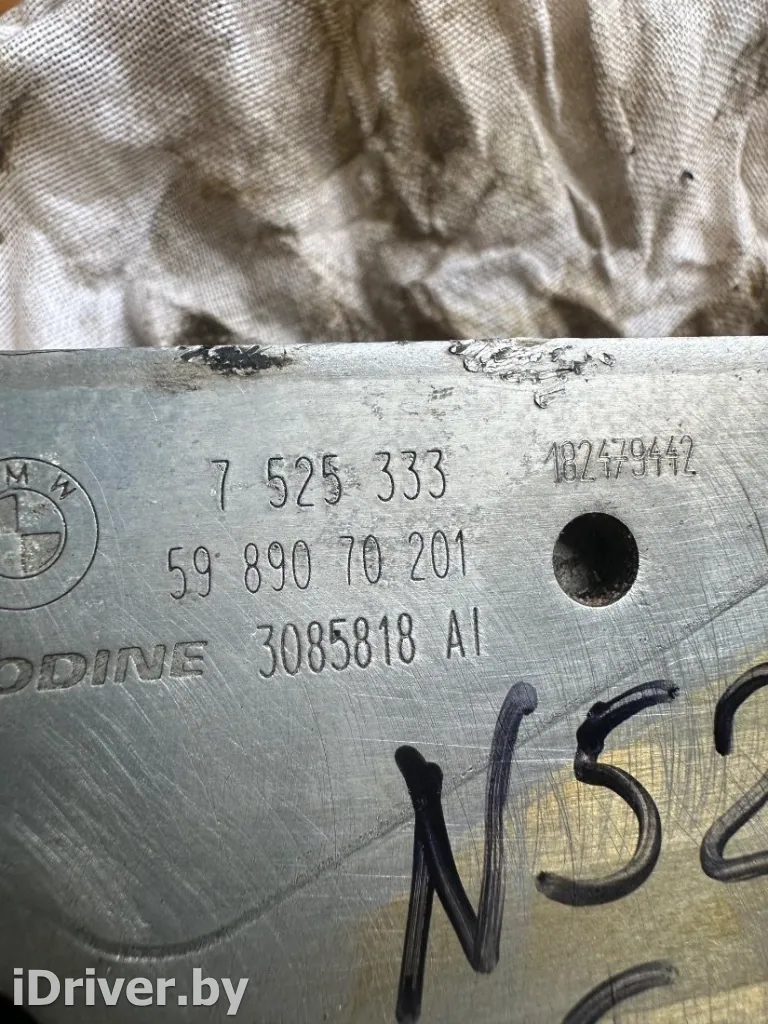 BMW
7 525 333
182479442
59 890 70 201
ODINE 3085818 AI
N52
iDriver.by